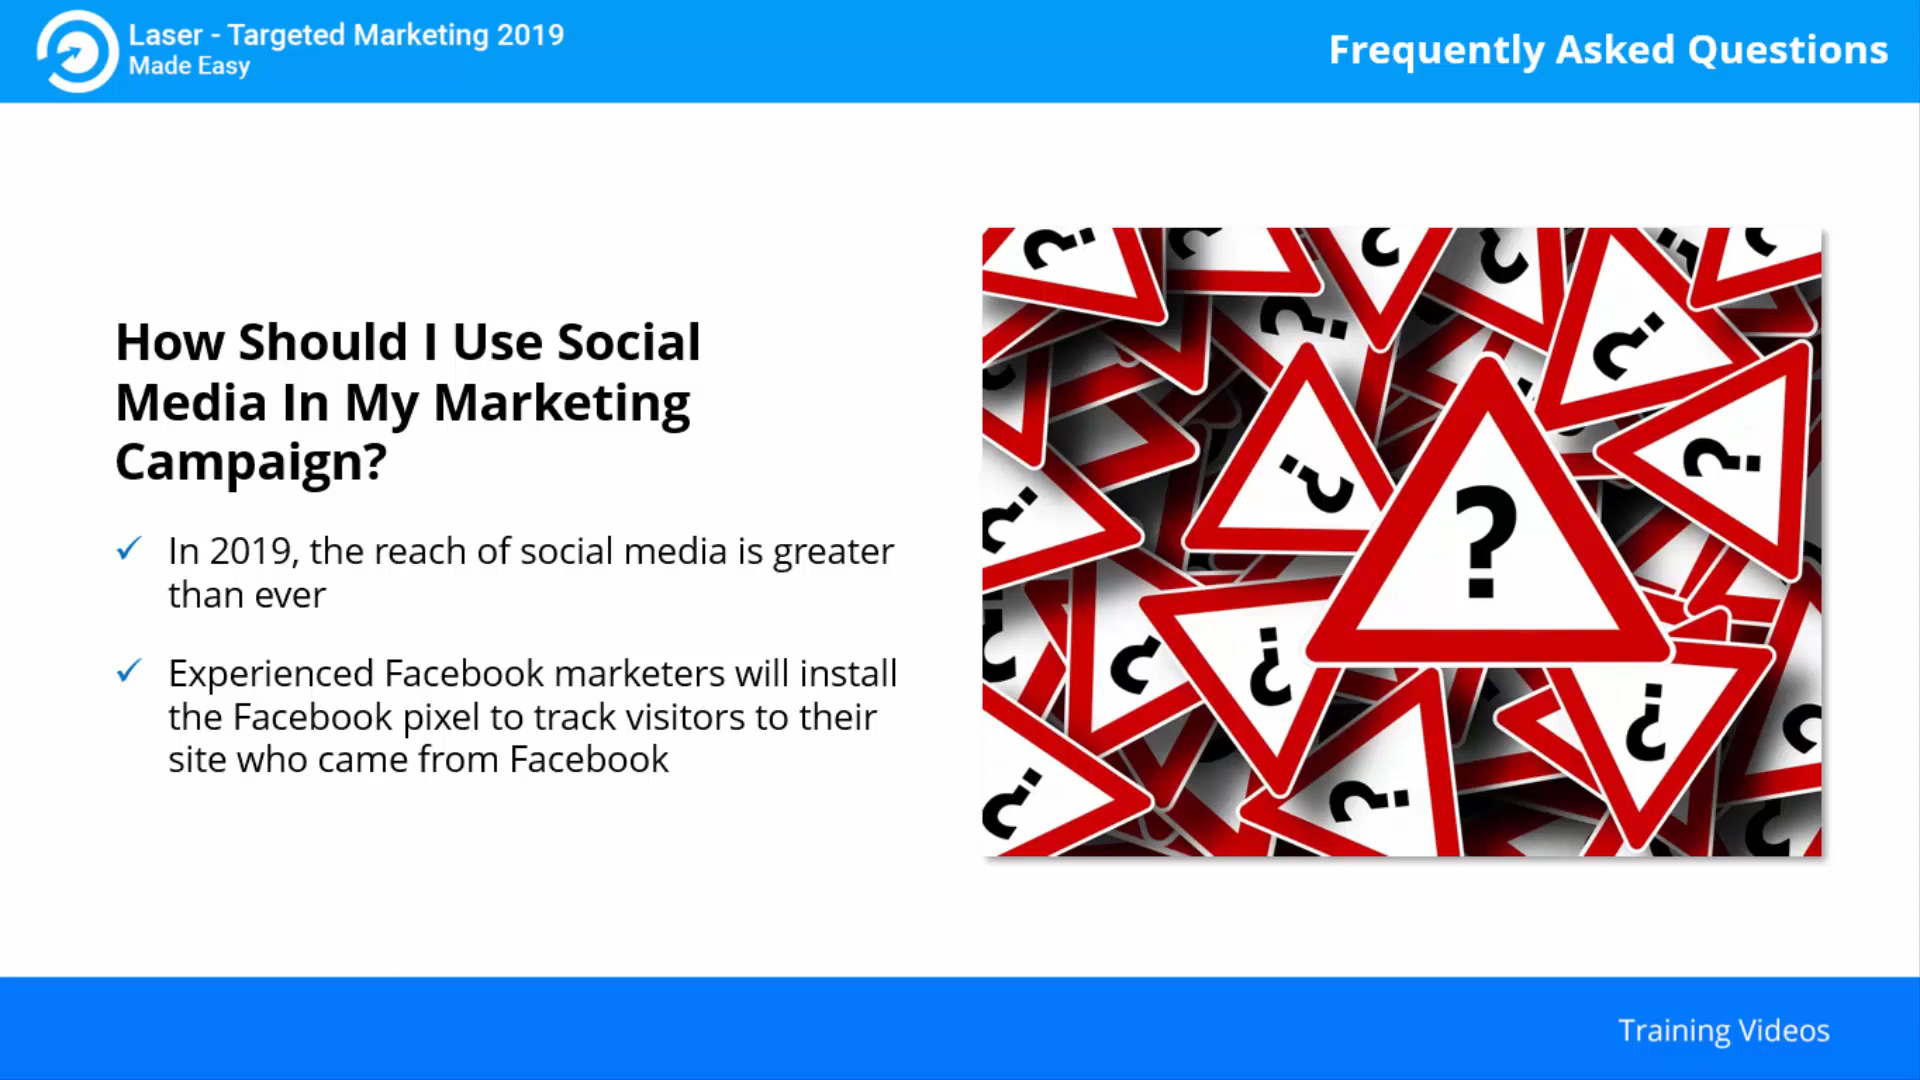 Laser - Targeted Marketing 2019
Made Easy
Frequently Asked Questions
How Should I Use Social
Media In My Marketing
Campaign?
✓ In 2019, the reach of social media is greater
than ever
✓ Experienced Facebook marketers will install
the Facebook pixel to track visitors to their
site who came from Facebook
?
Training Videos